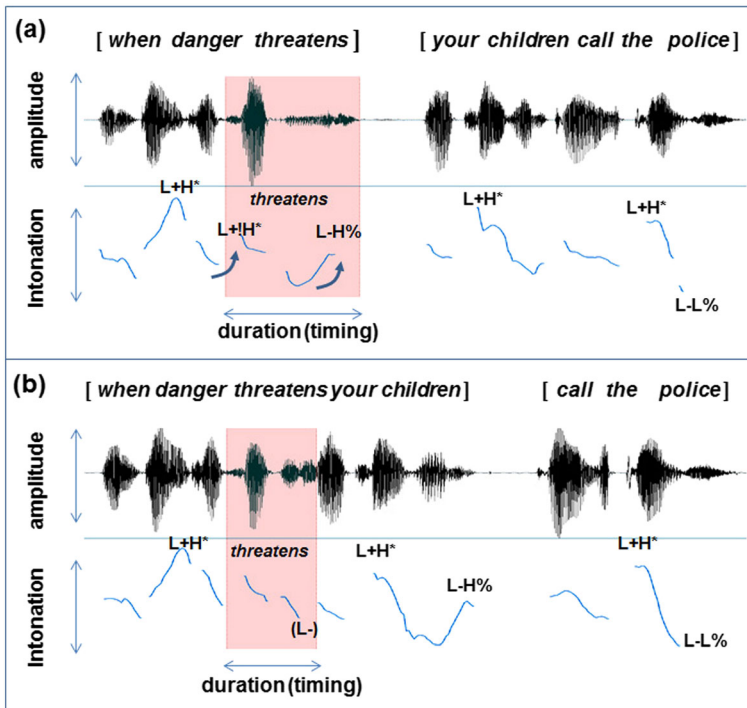 (a)
[ when danger threatens ] [ your children call the police ]
amplitude
L+H*
threatens
L+H*
L+H*
L+!H*
L-H%
Intonation
L-L%
duration (timing)
(b)
[ when danger threatens your children ] [ call the police ]
amplitude
L+H*
threatens
L+H*
L+H*
L-H%
Intonation
(L-)
L-L%
duration (timing)